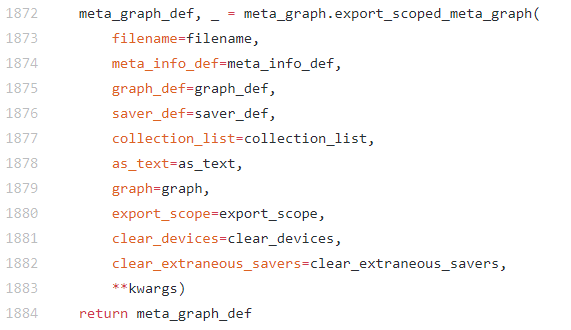 1872 meta_graph_def, _ = meta_graph.export_scoped_meta_graph(
1873 filename=filename,
1874 meta_info_def=meta_info_def,
1875 graph_def=graph_def,
1876 saver_def=saver_def,
1877 collection_list=collection_list,
1878 as_text=as_text,
1879 graph=graph,
1880 export_scope=export_scope,
1881 clear_devices=clear_devices,
1882 clear_extraneous_savers=clear_extraneous_savers,
1883 **kwargs)
1884 return meta_graph_def